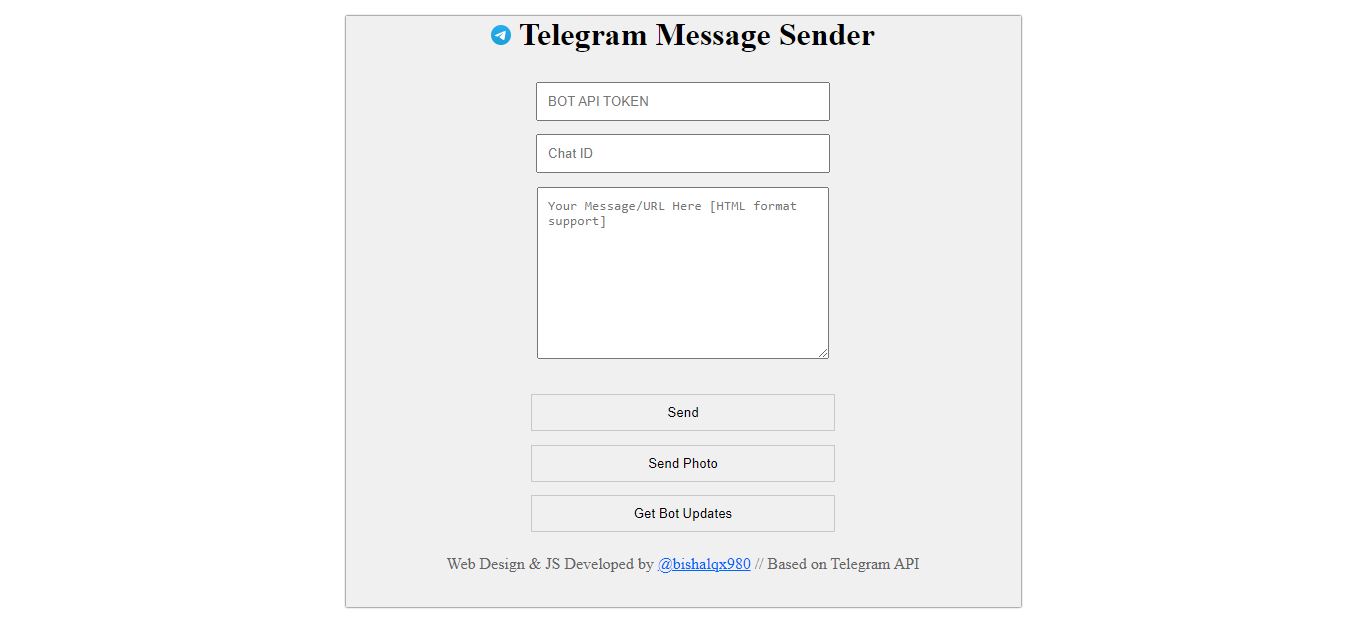 Telegram Message Sender
BOT API TOKEN
Chat ID
Your Message/URL Here [HTML format
support]
Send
Send Photo
Get Bot Updates
Web Design & JS Developed by @bishalqx980 // Based on Telegram API